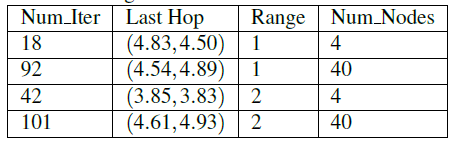 Num_Iter Last Hop Range Num_Nodes
18 (4.83,4.50) 1 4
92 (4.54,4.89) 1 40
42 (3.85,3.83) 2 4
101 (4.61,4.93) 2 40